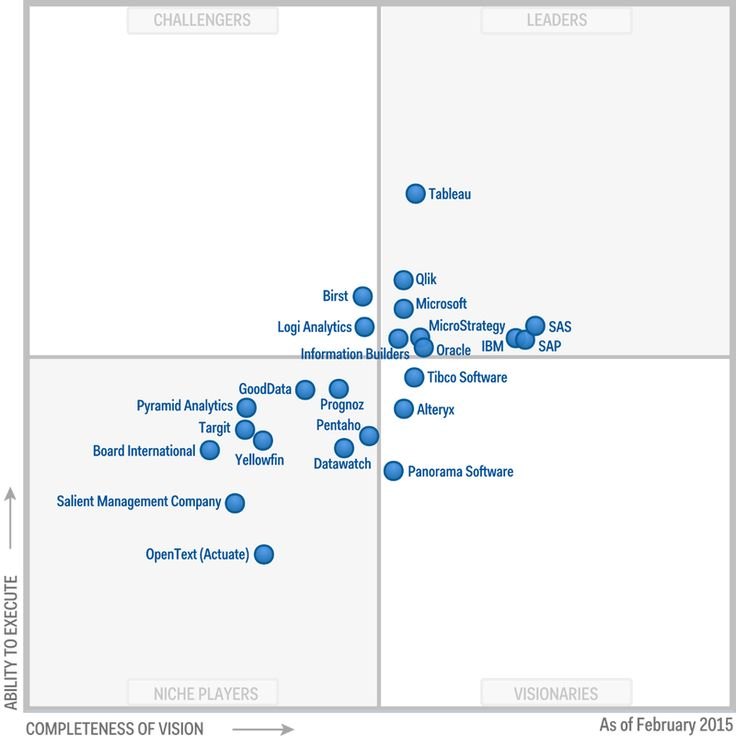 CHALLENGERS
LEADERS
Tableau
Qlik
Birst
Microsoft
Logi Analytics
MicroStrategy
SAS
Information Builders
Oracle
IBM
SAP
GoodData
Prognoz
Tibco Software
Pyramid Analytics
Alteryx
Targit
Pentaho
Board International
Yellowfin
Datawatch
Panorama Software
Salient Management Company
OpenText (Actuate)
ABILITY TO EXECUTE
NICHE PLAYERS
VISIONARIES
COMPLETENESS OF VISION
As of February 2015